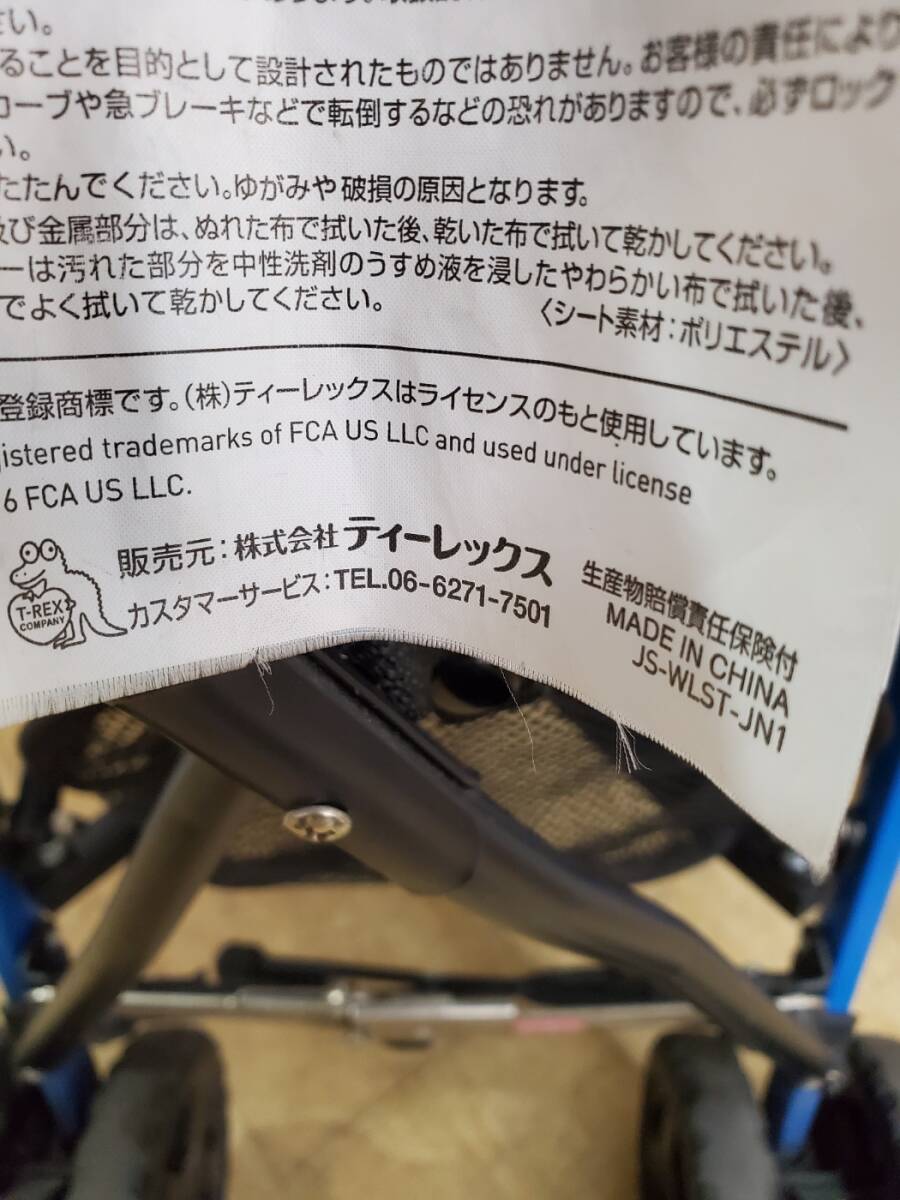 さい。
ることを目的として設計されたものではありません。お客様の責任により
カーブや急ブレーキなどで転倒するなどの恐れがありますので、必ずロック
い。
たたんでください。ゆがみや破損の原因となります。
及び金属部分は、ぬれた布で拭いた後、乾いた布で拭いて乾かしてください。
ーは汚れた部分を中性洗剤のうすめ液を浸したやわらかい布で拭いた後、
でよく拭いて乾かしてください。
〈シート素材：ポリエステル〉
登録商標です。(株)ティーレックスはライセンスのもと使用しています。
istered trademarks of FCA US LLC and used under license
6 FCA US LLC.
T-REX
COMPANY
販売元：株式会社ティーレックス
カスタマーサービス：TEL.06-6271-7501
生産物賠償責任保険付
MADE IN CHINA
JS-WLST-JN1